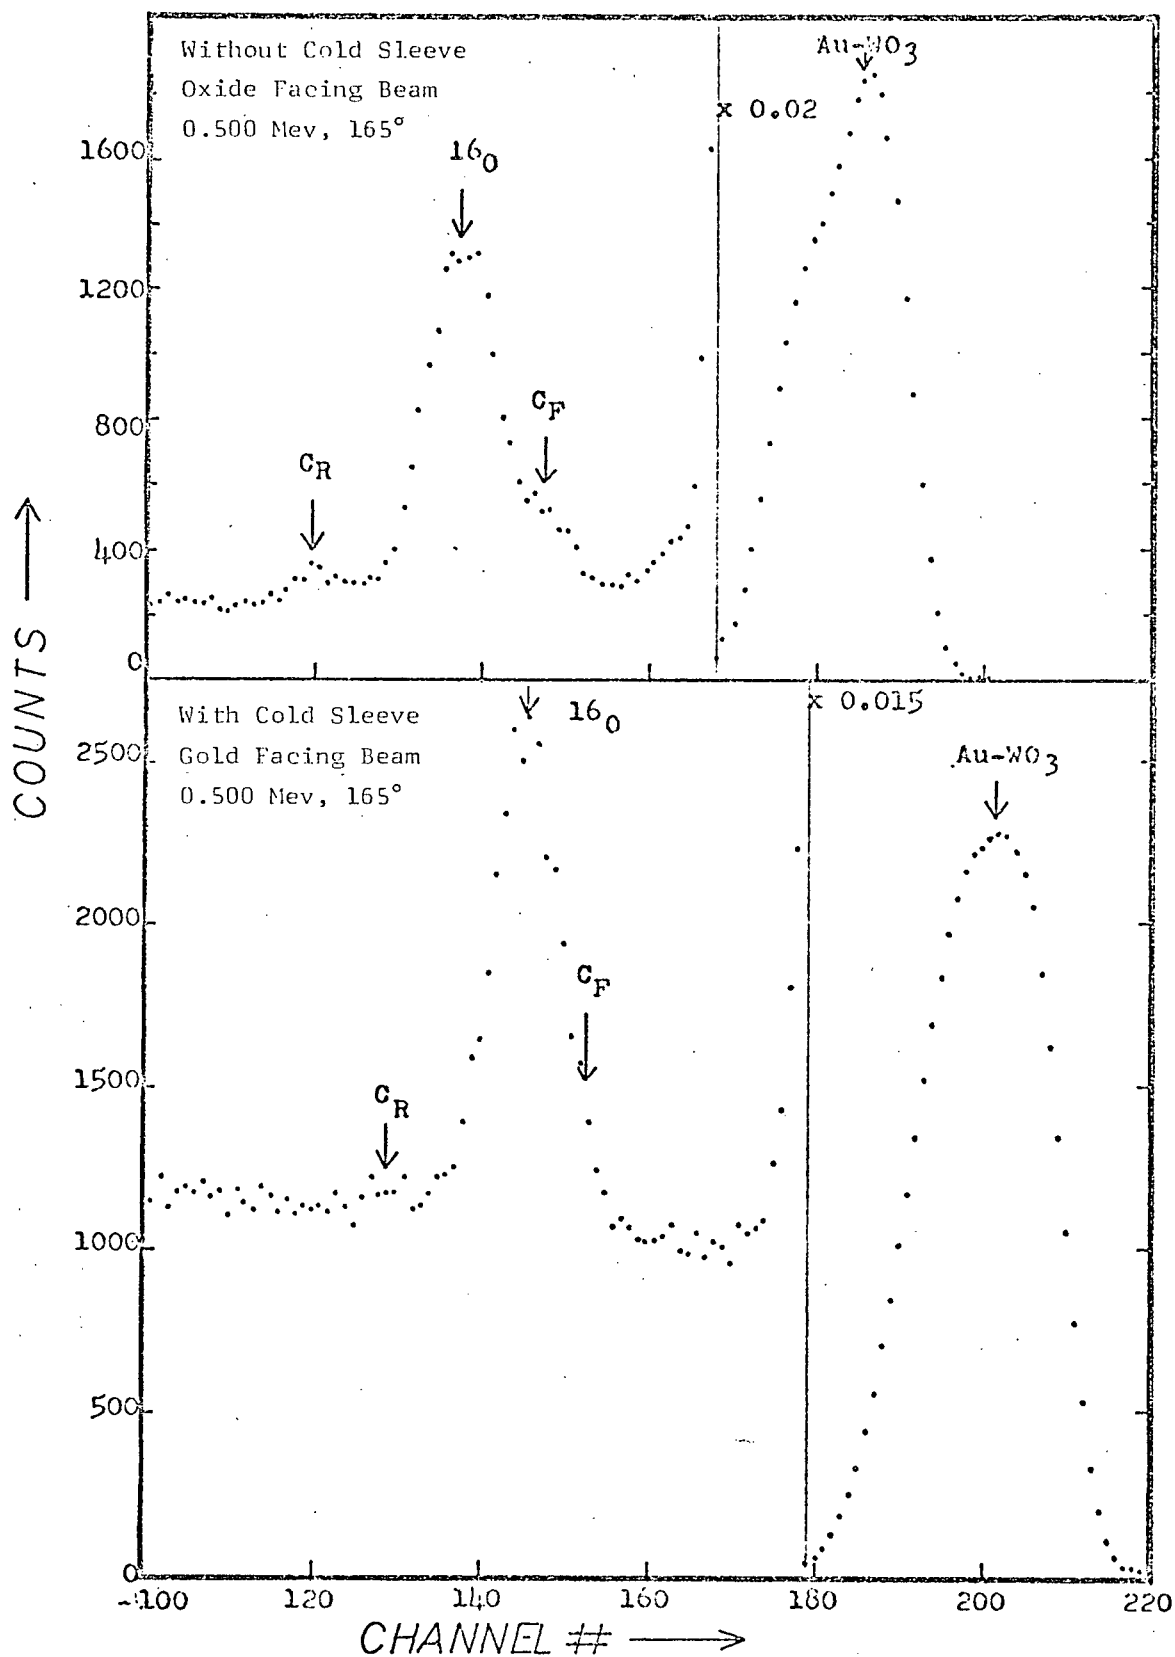 Without Cold Sleeve
Oxide Facing Beam
0.500 Mev, 165°
Au-WO3
x 0.02
16O
CF
CR
1600
1200
800
400
0
With Cold Sleeve
Gold Facing Beam
0.500 Mev, 165°
16O
x 0.015
Au-WO3
CF
CR
2500
2000
1500
1000
500
0
100 120 140 160 180 200 220
COUNTS
CHANNEL #